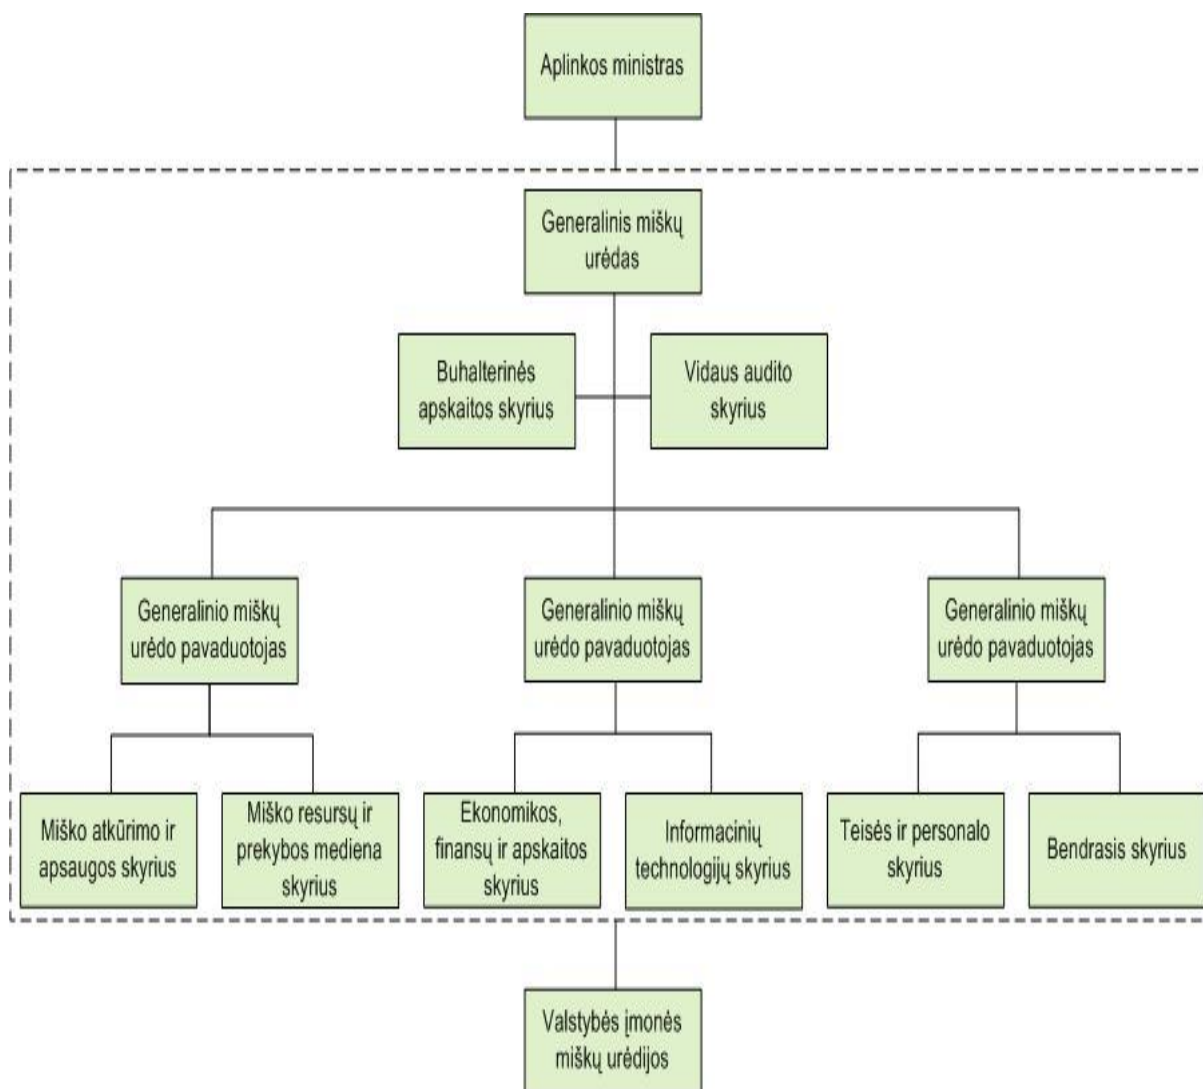 Aplinkos ministras
Generalinis miškų
urėdas
Buhalterinės
apskaitos skyrius
Vidaus audito
skyrius
Generalinio miškų
urėdo pavaduotojas
Generalinio miškų
urėdo pavaduotojas
Generalinio miškų
urėdo pavaduotojas
Miško atkūrimo ir
apsaugos skyrius
Miško resursų ir
prekybos mediena
skyrius
Ekonomikos,
finansų ir apskaitos
skyrius
Informacinių
technologijų skyrius
Teisės ir personalo
skyrius
Bendrasis skyrius
Valstybės įmonės
miškų urėdijos